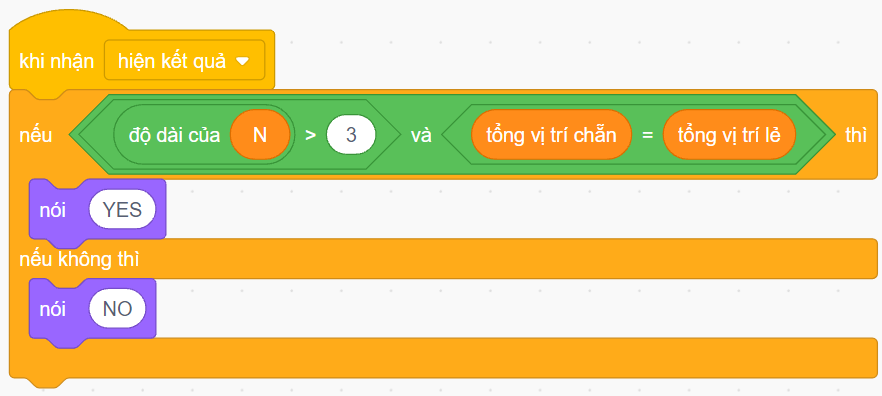 khi nhận hiện kết quả
nếu độ dài của N > 3 và tổng vị trí chẵn = tổng vị trí lẻ thì
nói YES
nếu không thì
nói NO